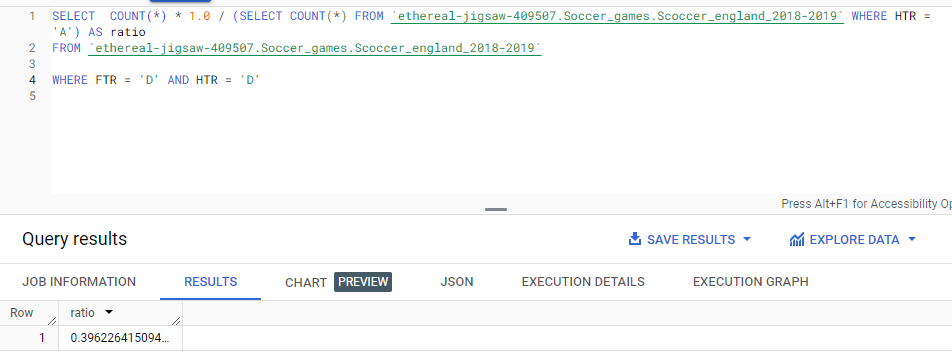 1 SELECT COUNT(*) * 1.0 / (SELECT COUNT(*) FROM `ethereal-jigsaw-409507.Soccer_games.Scoccer_england_2018-2019` WHERE HTR =
'A') AS ratio
2 FROM `ethereal-jigsaw-409507.Soccer_games.Scoccer_england_2018-2019`
3
4 WHERE FTR = 'D' AND HTR = 'D'
5
Press Alt+F1 for Accessibility Op
Query results SAVE RESULTS EXPLORE DATA
JOB INFORMATION RESULTS CHART PREVIEW JSON EXECUTION DETAILS EXECUTION GRAPH
Row ratio
1 0.396226415094...